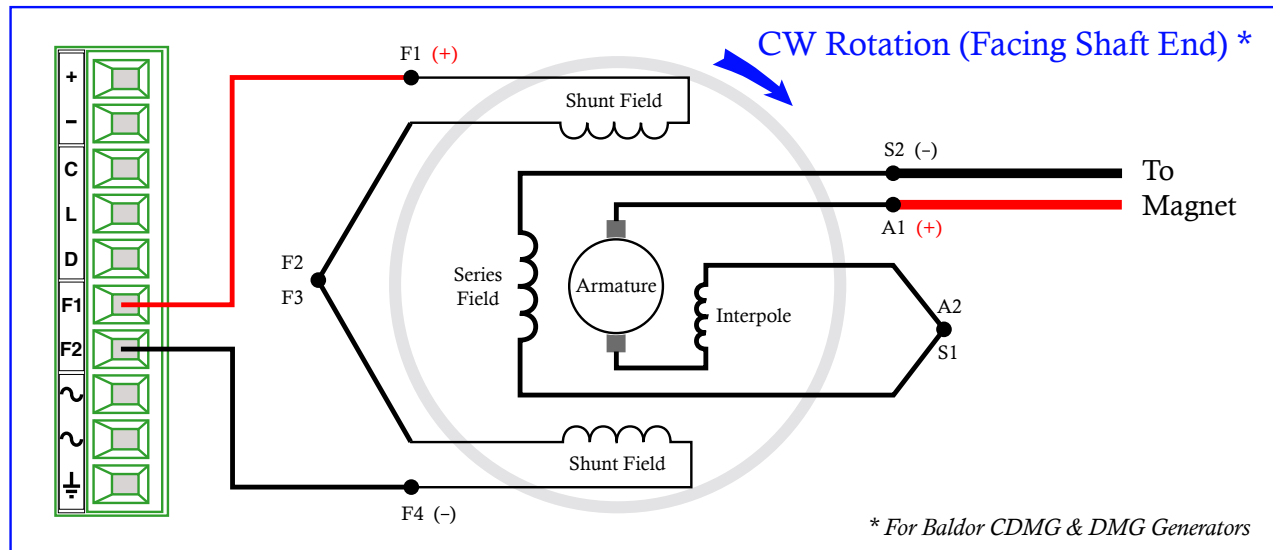 CW Rotation (Facing Shaft End) *
+
–
C
L
D
F1
F2
F1 (+)
Shunt Field
S2 (–)
To
Magnet
A1 (+)
F2
F3
Series
Field
Armature
Interpole
A2
S1
Shunt Field
F4 (–)
* For Baldor CDMG & DMG Generators